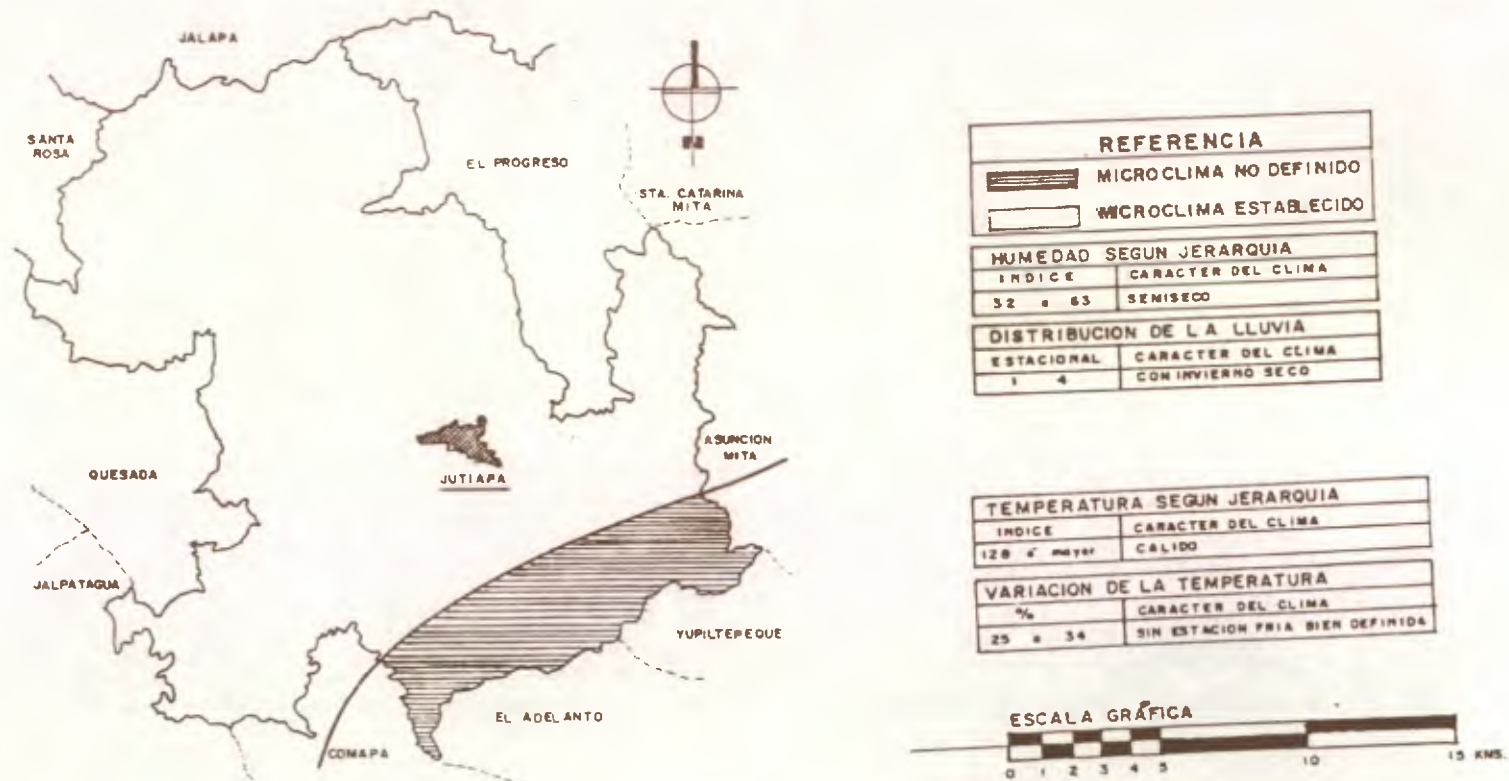 JALAPA
SANTA
ROSA
EL PROGRESO
STA. CATARINA
MITA
ASUNCION
MITA
QUESADA
JUTIAPA
JALPATAGUA
YUPILTEPEQUE
EL ADELANTO
COMAPA
REFERENCIA
MICROCLIMA NO DEFINIDO
MICROCLIMA ESTABLECIDO
HUMEDAD SEGUN JERARQUIA
INDICE CARACTER DEL CLIMA
32 a 63 SEMISECO
DISTRIBUCION DE LA LLUVIA
ESTACIONAL CARACTER DEL CLIMA
1 4 CON INVIERNO SECO
TEMPERATURA SEGUN JERARQUIA
INDICE CARACTER DEL CLIMA
128 ó mayor CALIDO
VARIACION DE LA TEMPERATURA
% CARACTER DEL CLIMA
25 a 34 SIN ESTACION FRIA BIEN DEFINIDA
ESCALA GRÁFICA
0 1 2 3 4 5 10 15 KMS.